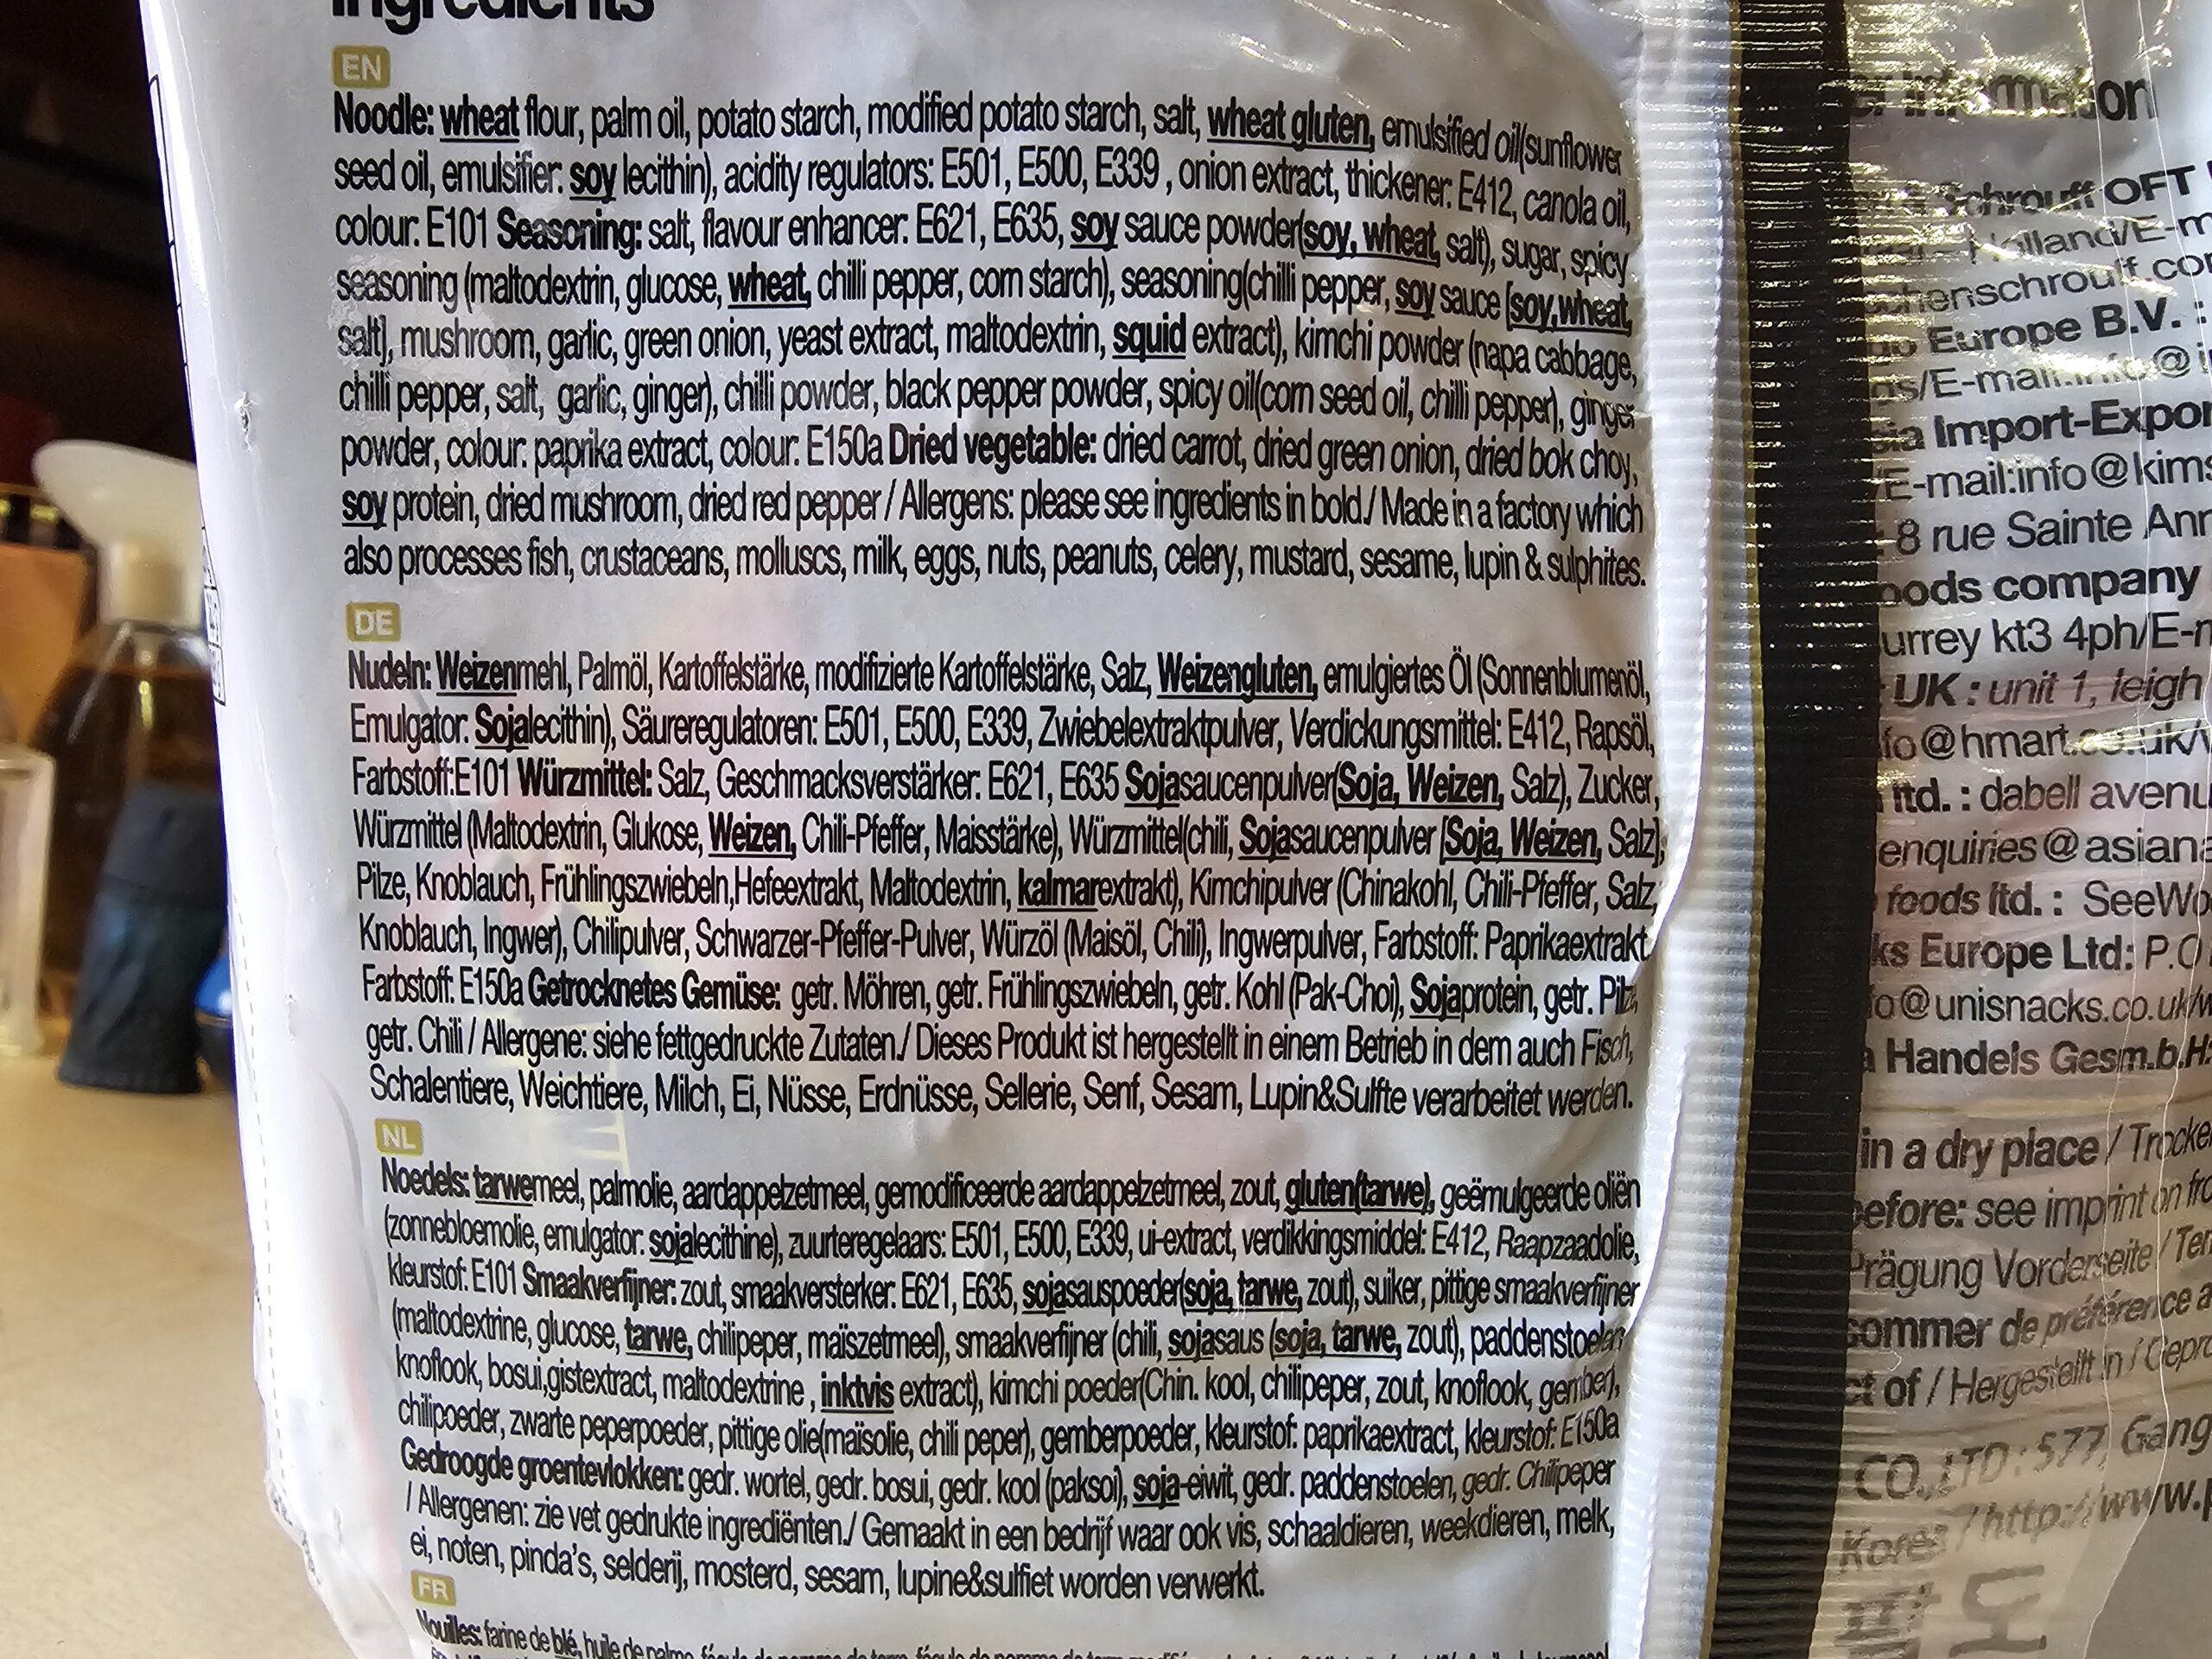 Ingredients
EN
Noodle: wheat flour, palm oil, potato starch, modified potato starch, salt, wheat gluten, emulsified oil(sunflower
seed oil, emulsifier: soy lecithin), acidity regulators: E501, E500, E339 , onion extract, thickener: E412, canola oil,
colour: E101 Seasoning: salt, flavour enhancer: E621, E635, soy sauce powder(soy, wheat, salt), sugar, spicy
seasoning (maltodextrin, glucose, wheat, chilli pepper, corn starch), seasoning(chilli pepper, soy sauce [soy,wheat,
salt], mushroom, garlic, green onion, yeast extract, maltodextrin, squid extract), kimchi powder (napa cabbage,
chilli pepper, salt, garlic, ginger), chilli powder, black pepper powder, spicy oil(corn seed oil, chilli pepper), ginger
powder, colour: paprika extract, colour: E150a Dried vegetable: dried carrot, dried green onion, dried bok choy,
soy protein, dried mushroom, dried red pepper / Allergens: please see ingredients in bold./ Made in a factory which
also processes fish, crustaceans, molluscs, milk, eggs, nuts, peanuts, celery, mustard, sesame, lupin & sulphites.
DE
Nudeln: Weizenmehl, Palmöl, Kartoffelstärke, modifizierte Kartoffelstärke, Salz, Weizengluten, emulgiertes Öl (Sonnenblumenöl,
Emulgator: Sojalecithin), Säureregulatoren: E501, E500, E339, Zwiebelextraktpulver, Verdickungsmittel: E412, Rapsöl,
Farbstoff:E101 Würzmittel: Salz, Geschmacksverstärker: E621, E635 Sojasaucenpulver(Soja, Weizen, Salz), Zucker,
Würzmittel (Maltodextrin, Glukose, Weizen, Chili-Pfeffer, Maisstärke), Würzmittel(chili, Sojasaucenpulver [Soja, Weizen, Salz],
Pilze, Knoblauch, Frühlingszwiebeln,Hefeextrakt, Maltodextrin, kalmarextrakt), Kimchipulver (Chinakohl, Chili-Pfeffer, Salz,
Knoblauch, Ingwer), Chilipulver, Schwarzer-Pfeffer-Pulver, Würzöl (Maisöl, Chili), Ingwerpulver, Farbstoff: Paprikaextrakt
Farbstoff: E150a Getrocknetes Gemüse: getr. Möhren, getr. Frühlingszwiebeln, getr. Kohl (Pak-Choi), Sojaprotein, getr. Pilz,
getr. Chili / Allergene: siehe fettgedruckte Zutaten./ Dieses Produkt ist hergestellt in einem Betrieb in dem auch Fisch,
Schalentiere, Weichtiere, Milch, Ei, Nüsse, Erdnüsse, Sellerie, Senf, Sesam, Lupin&Sulfte verarbeitet werden.
NL
Noedels: tarwemeel, palmolie, aardappelzetmeel, gemodificeerde aardappelzetmeel, zout, gluten(tarwe), geëmulgeerde oliën
(zonnebloemolie, emulgator: sojalecithine), zuurteregelaars: E501, E500, E339, ui-extract, verdikkingsmiddel: E412, Raapzaadolie,
kleurstof: E101 Smaakverfijner: zout, smaakversterker: E621, E635, sojasauspoeder(soja, tarwe, zout), suiker, pittige smaakverfijner
(maltodextrine, glucose, tarwe, chilipeper, maïszetmeel), smaakverfijner (chili, sojasaus (soja, tarwe, zout), paddenstoelen
knoflook, bosui,gistextract, maltodextrine , inktvis extract), kimchi poeder(Chin. kool, chilipeper, zout, knoflook, gember),
chilipoeder, zwarte peperpoeder, pittige olie(maïsolie, chili peper), gemberpoeder, kleurstof: paprikaextract, kleurstof: E150a
Gedroogde groentevlokken: gedr. wortel, gedr. bosui, gedr. kool (paksoi), soja-eiwit, gedr. paddenstoelen, gedr. Chilipeper
/ Allergenen: zie vet gedrukte ingrediënten./ Gemaakt in een bedrijf waar ook vis, schaaldieren, weekdieren, melk,
ei, noten, pinda's, selderij, mosterd, sesam, lupine&sulfiet worden verwerkt.
FR
Nouilles: farine de blé, huile de palme,
Schrouff OFT
Holland/E-m
henschrouff.com
Europe B.V. :
Import-Expor
/E-mail:info@kims
8 rue Sainte Ann
oods company
urrey kt3 4ph/E-m
UK : unit 1, leigh
fo@hmart.co.uk/
ltd. : dabell avenu
enquiries@asiana
foods ltd. : SeeWo
ks Europe Ltd: P.O
fo@unisnacks.co.uk/w
Handels Gesm.b.H
in a dry place / Trocke
before: see imprint on fro
Prägung Vorderseite / Ter
sommer de préférence a
ct of / Hergestellt in / Gepro
CO.,LTD : 577, Gang
Korea / http://www.p